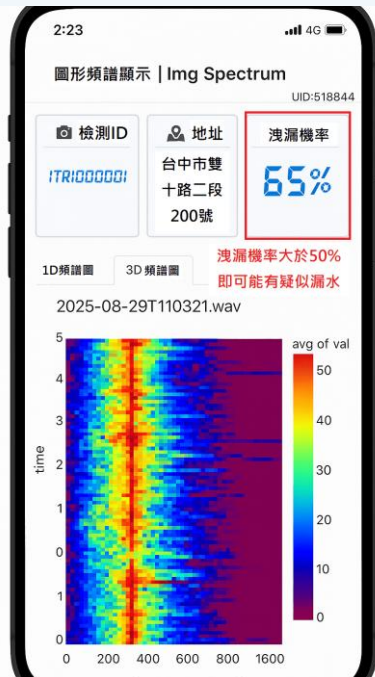 2:23
4G
圖形頻譜顯示 | Img Spectrum
UID:518844
檢測ID
ITRI000001
地址
台中市雙
十路二段
200號
洩漏機率
65%
洩漏機率大於50%
即可能有疑似漏水
1D頻譜圖
3D 頻譜圖
2025-08-29T110321.wav
avg of val
time
5
4
3
2
1
0
1
0
0
200
400
600
800
1600
50
40
30
20
10
0